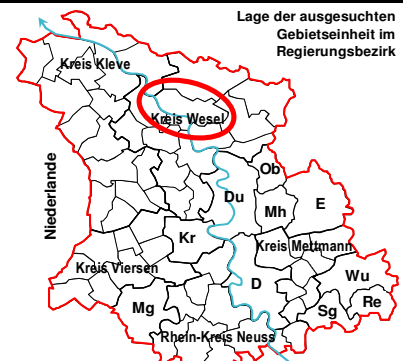 Lage der ausgesuchten
Gebietseinheit im
Regierungsbezirk
Kreis Kleve
Kreis Wesel
Niederlande
Ob
Du
Mh
E
Kr
Kreis Mettmann
Kreis Viersen
D
Wu
Mg
Sg
Re
Rhein-Kreis Neuss